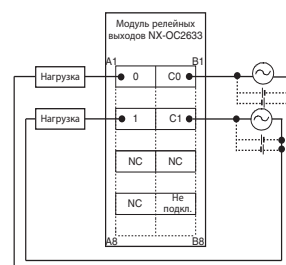 Модуль релейных
выходов NX-OC2633
A1
B1
Нагрузка
0
C0
Нагрузка
1
C1
NC
NC
NC
Не
подкл.
A8
B8